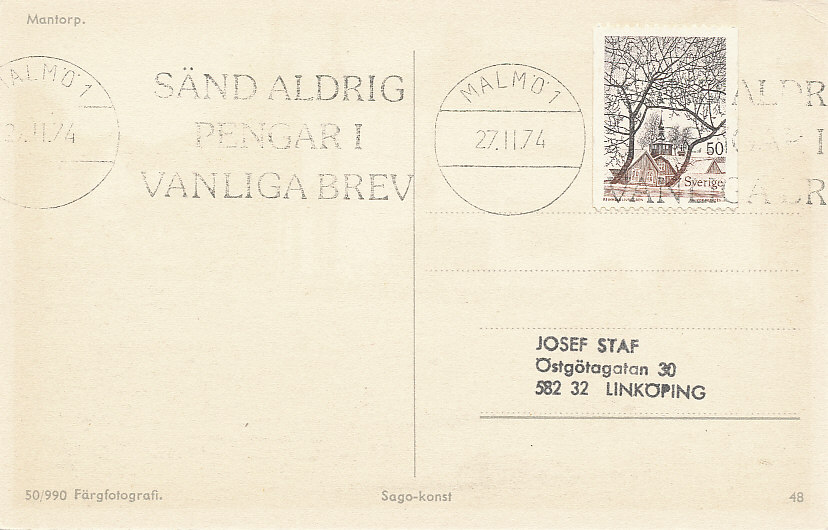 Mantorp.
MALMÖ 1
27.11.74
SÄND ALDRIG
PENGAR I
VANLIGA BREV
MALMÖ 1
27.11.74
50
Sverige
JOSEF STAF
Östgötagatan 30
582 32 LINKÖPING
50/990 Färgfotografi.
Sago-konst
48